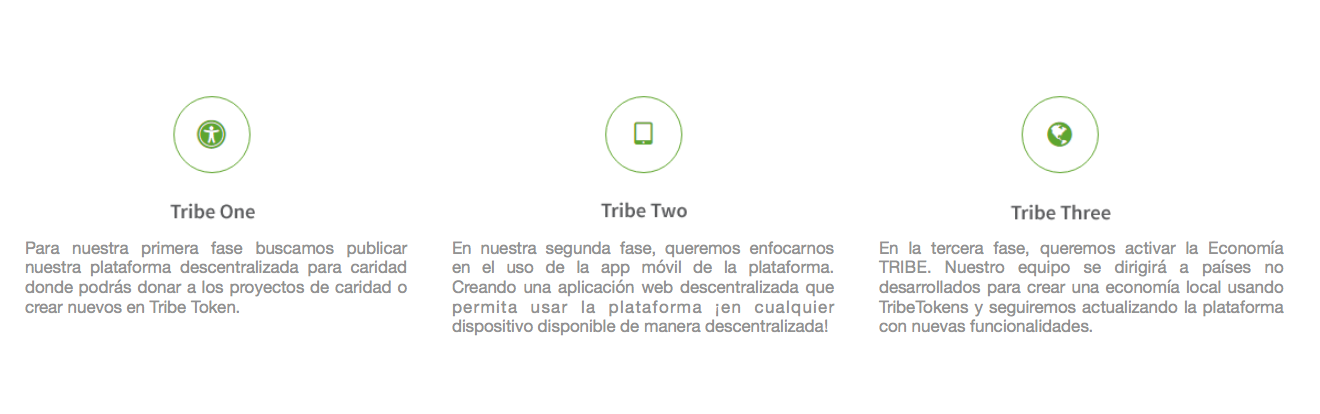 Tribe One
Para nuestra primera fase buscamos publicar
nuestra plataforma descentralizada para caridad
donde podrás donar a los proyectos de caridad o
crear nuevos en Tribe Token.
Tribe Two
En nuestra segunda fase, queremos enfocarnos
en el uso de la app móvil de la plataforma.
Creando una aplicación web descentralizada que
permita usar la plataforma ¡en cualquier
dispositivo disponible de manera descentralizada!
Tribe Three
En la tercera fase, queremos activar la Economía
TRIBE. Nuestro equipo se dirigirá a países no
desarrollados para crear una economía local usando
TribeTokens y seguiremos actualizando la plataforma
con nuevas funcionalidades.